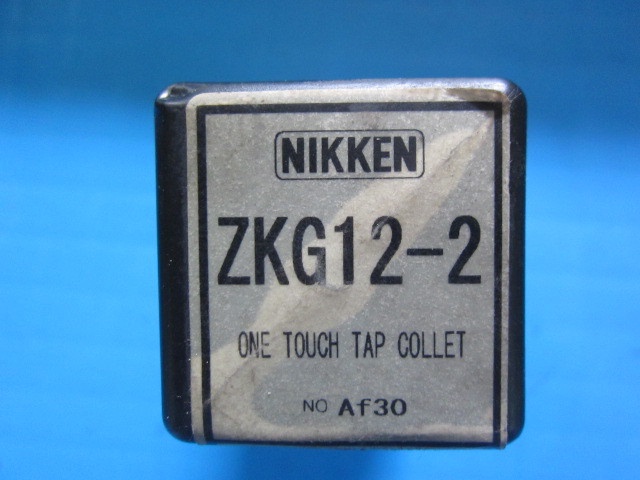 NIKKEN
ZKG12-2
ONE TOUCH TAP COLLET
NO Af30